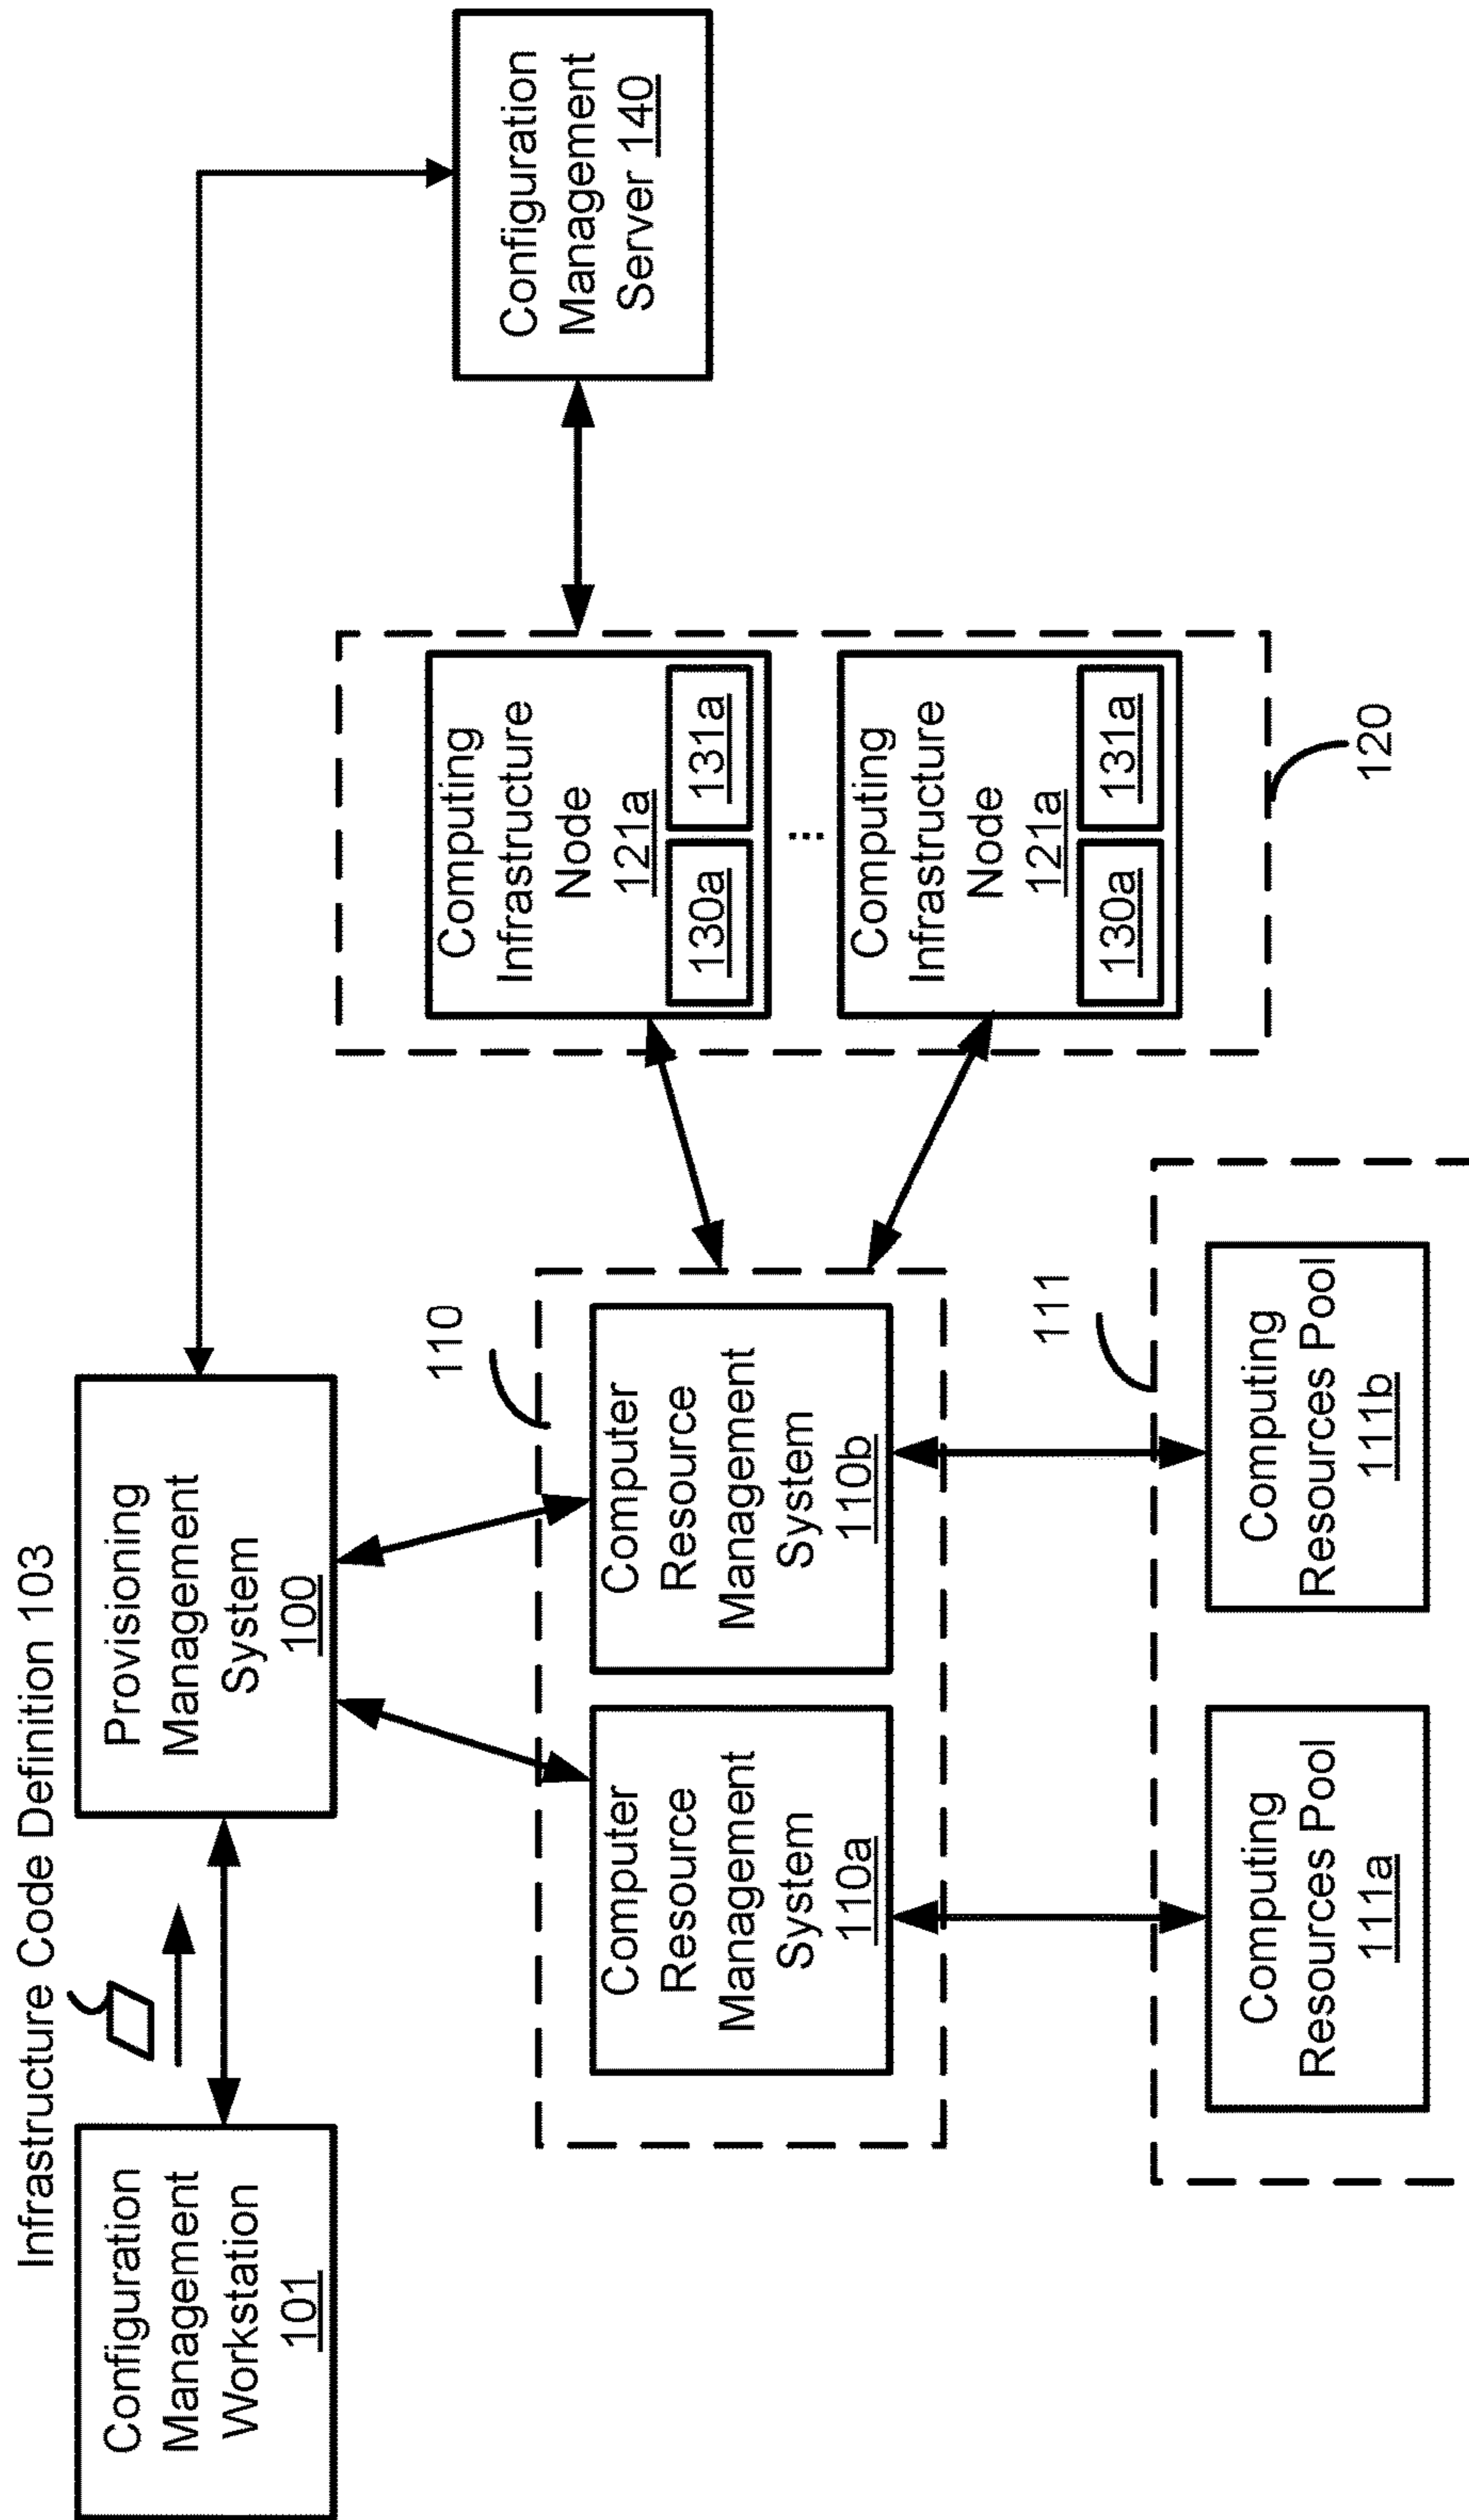 Infrastructure Code Definition 103
Configuration
Management
Workstation
101
Provisioning
Management
System
100
Configuration
Management
Server 140
110
Computer
Resource
Management
System
110a
Computer
Resource
Management
System
110b
Computing
Infrastructure
Node
121a
130a
131a
...
Computing
Infrastructure
Node
121a
130a
131a
120
111
Computing
Resources Pool
111a
Computing
Resources Pool
111b